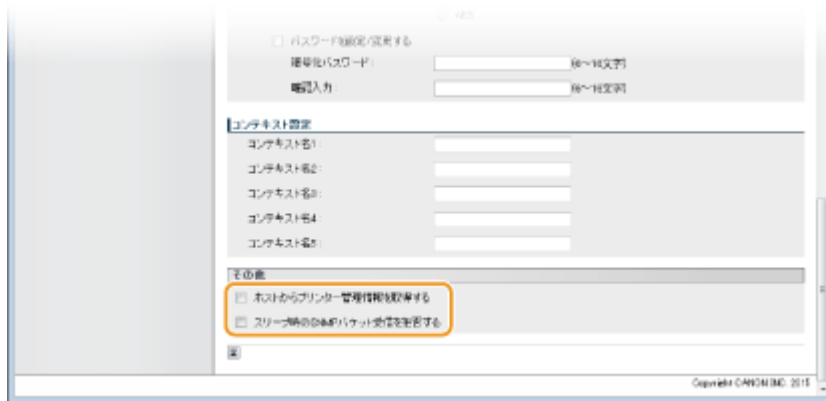 パスワードを設定/変更する
暗号化パスワード: [6～16文字]
確認入力: [6～16文字]
コンテキスト設定
コンテキスト名1:
コンテキスト名2:
コンテキスト名3:
コンテキスト名4:
コンテキスト名5:
その他
ホストからプリンター管理情報を取得する
スリープ時のSNMPパケット受信を拒否する
Copyright CANON INC. 2015